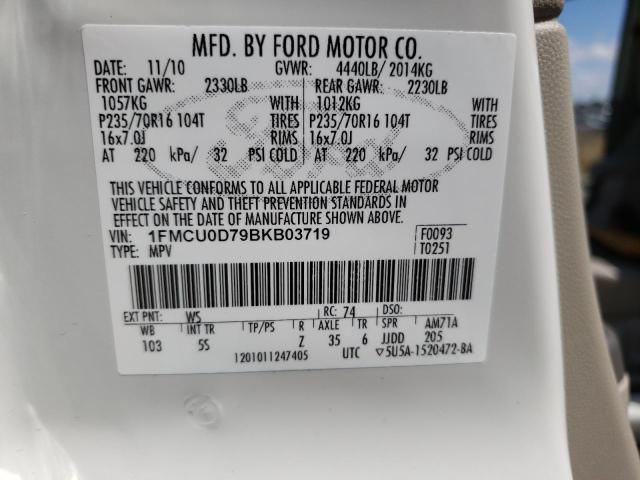 MFD. BY FORD MOTOR CO.
DATE: 11/10 GVWR: 4440LB/ 2014KG
FRONT GAWR: 2330LB REAR GAWR: 2230LB
1057KG WITH 1012KG WITH
P235/70R16 104T TIRES P235/70R16 104T TIRES
16x7.0J RIMS 16x7.0J RIMS
AT 220 kPa/ 32 PSI COLD AT 220 kPa/ 32 PSI COLD
THIS VEHICLE CONFORMS TO ALL APPLICABLE FEDERAL MOTOR
VEHICLE SAFETY AND THEFT PREVENTION STANDARDS IN
EFFECT ON THE DATE OF MANUFACTURE SHOWN ABOVE.
VIN: 1FMCU0D79BKB03719 F0093
TYPE: MPV T0251
EXT PNT: WS RC: 74 DSO:
WB INT TR TP/PS R AXLE TR SPR AM71A
103 5S Z 35 6 JJDD 205
1201011247405 UTC ▽5U5A-1520472-BA